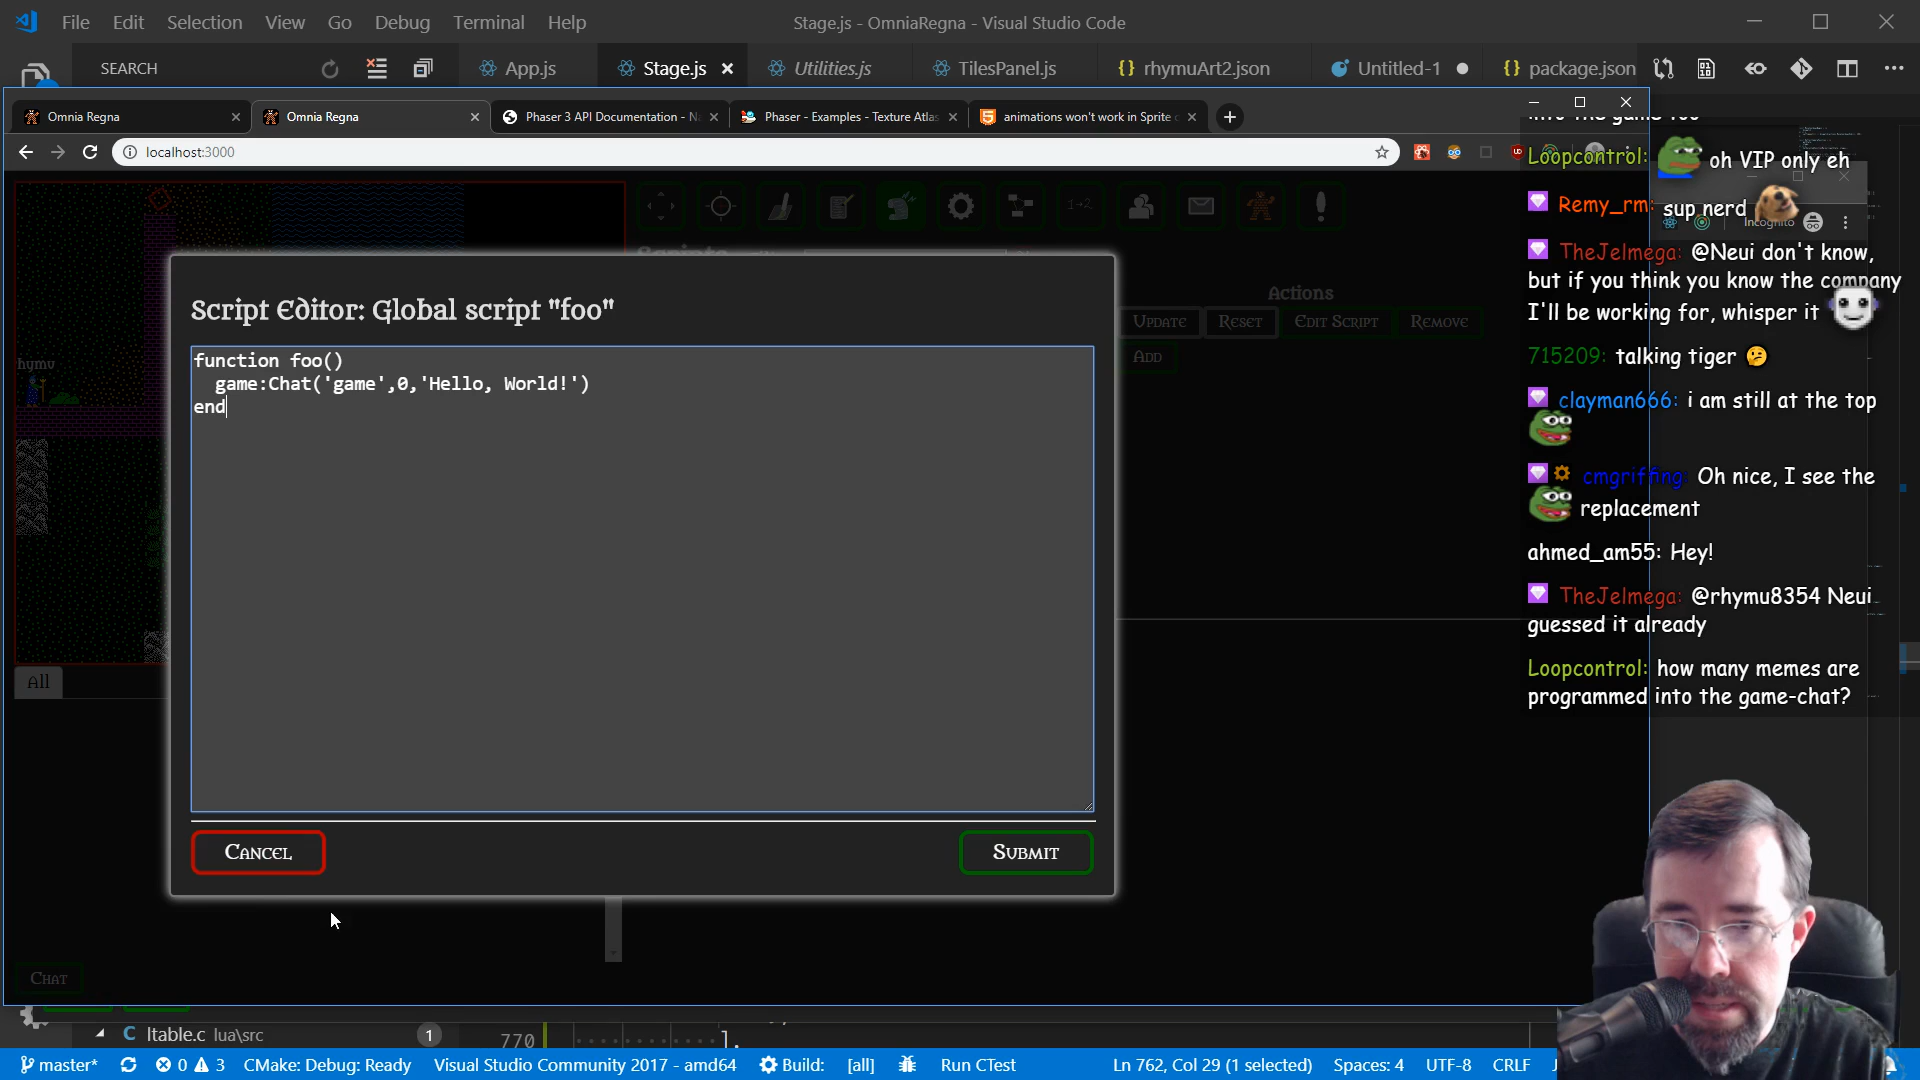 File Edit Selection View Go Debug Terminal Help
Stage.js - OmniaRegna - Visual Studio Code
SEARCH
App.js
Stage.js
Utilities.js
TilesPanel.js
{} rhymuArt2.json
Untitled-1
{} package.json
Omnia Regna
Omnia Regna
Phaser 3 API Documentation - N
Phaser - Examples - Texture Atlas
animations won't work in Sprite
localhost:3000
Loopcontrol: oh VIP only eh
Remy_rm: sup nerd
Incognito
TheJelmega: @Neui don't know,
but if you think you know the company
I'll be working for, whisper it
715209: talking tiger
clayman666: i am still at the top
cmgriffing: Oh nice, I see the
replacement
ahmed_am55: Hey!
TheJelmega: @rhymu8354 Neui
guessed it already
Loopcontrol: how many memes are
programmed into the game-chat?
Scripts
Actions
Update Reset Edit Script Remove
Add
hymu
All
Script Editor: Global script "foo"
function foo()
  game:Chat('game',0,'Hello, World!')
end
Cancel
Submit
Chat
C ltable.c lua\src
1
770
],
master*
0
3
CMake: Debug: Ready
Visual Studio Community 2017 - amd64
Build:
[all]
Run CTest
Ln 762, Col 29 (1 selected)
Spaces: 4
UTF-8
CRLF